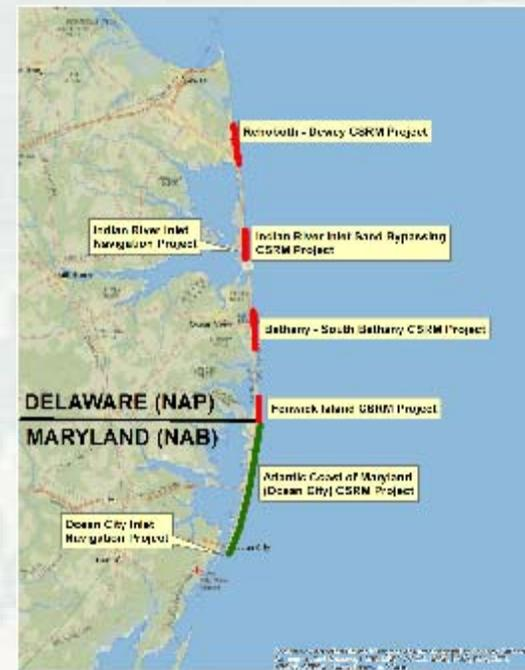 Rehoboth - Dewey CSRM Project
Indian River Inlet
Navigation Project
Indian River Inlet Sand Bypassing
CSRM Project
Bethany - South Bethany CSRM Project
DELAWARE (NAP)
Fenwick Island CSRM Project
MARYLAND (NAB)
Atlantic Coast of Maryland
(Ocean City) CSRM Project
Ocean City Inlet
Navigation Project